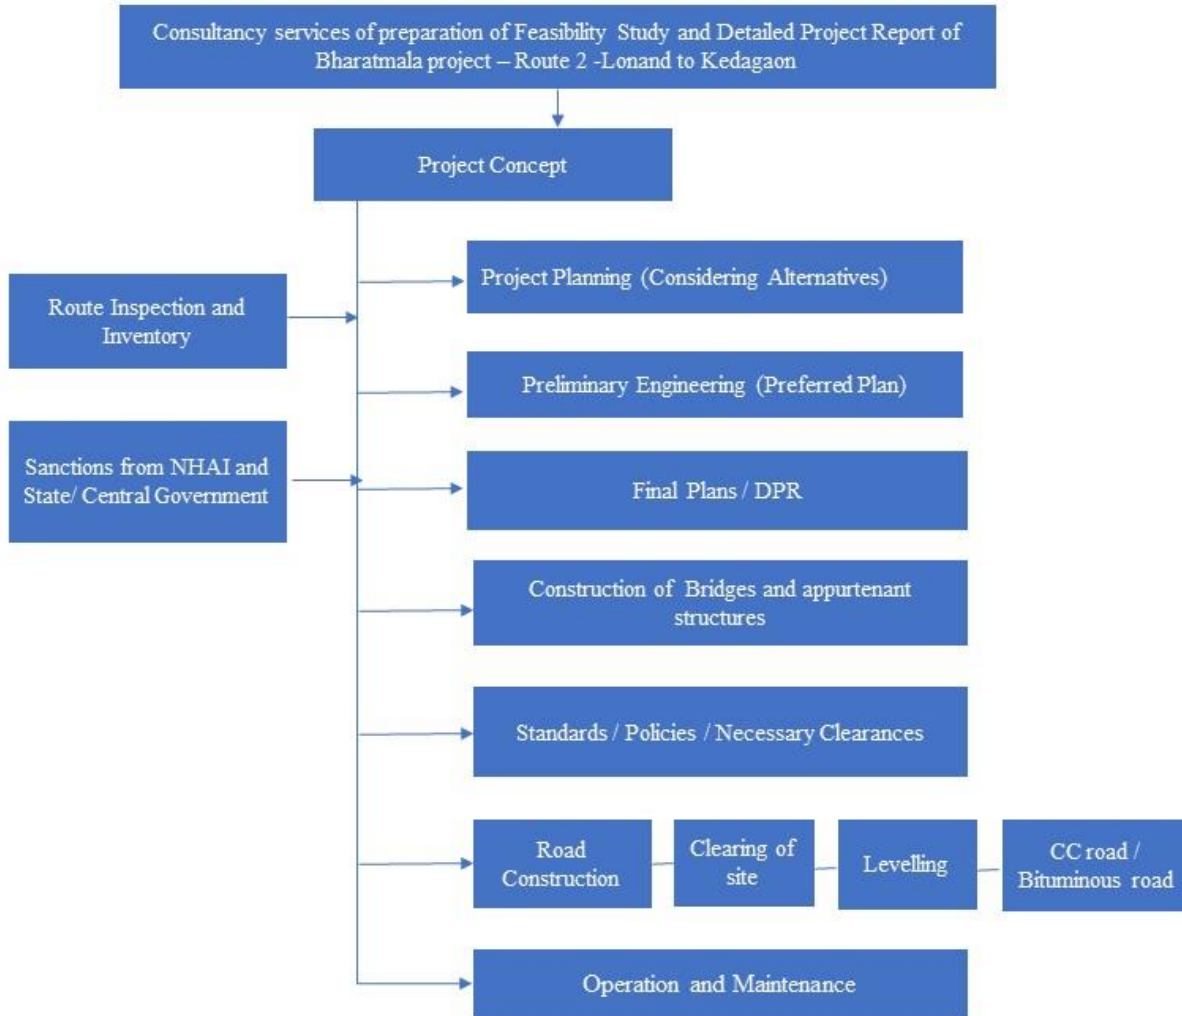 Consultancy services of preparation of Feasibility Study and Detailed Project Report of
Bharatmala project – Route 2 -Lonand to Kedagaon
Project Concept
Project Planning (Considering Alternatives)
Route Inspection and
Inventory
Preliminary Engineering (Preferred Plan)
Sanctions from NHAI and
State/ Central Government
Final Plans / DPR
Construction of Bridges and appurtenant
structures
Standards / Policies / Necessary Clearances
Road
Construction
Clearing of
site
Levelling
CC road /
Bituminous road
Operation and Maintenance